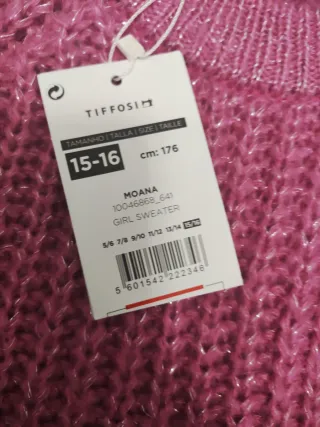 TIFFOSI
TAMANHO | TALLA | SIZE | TAILLE
15-16 cm: 176
MOANA
10046868_641
GIRL SWEATER
5/6 7/8 9/10 11/12 13/14 15/16
5 601542 222348